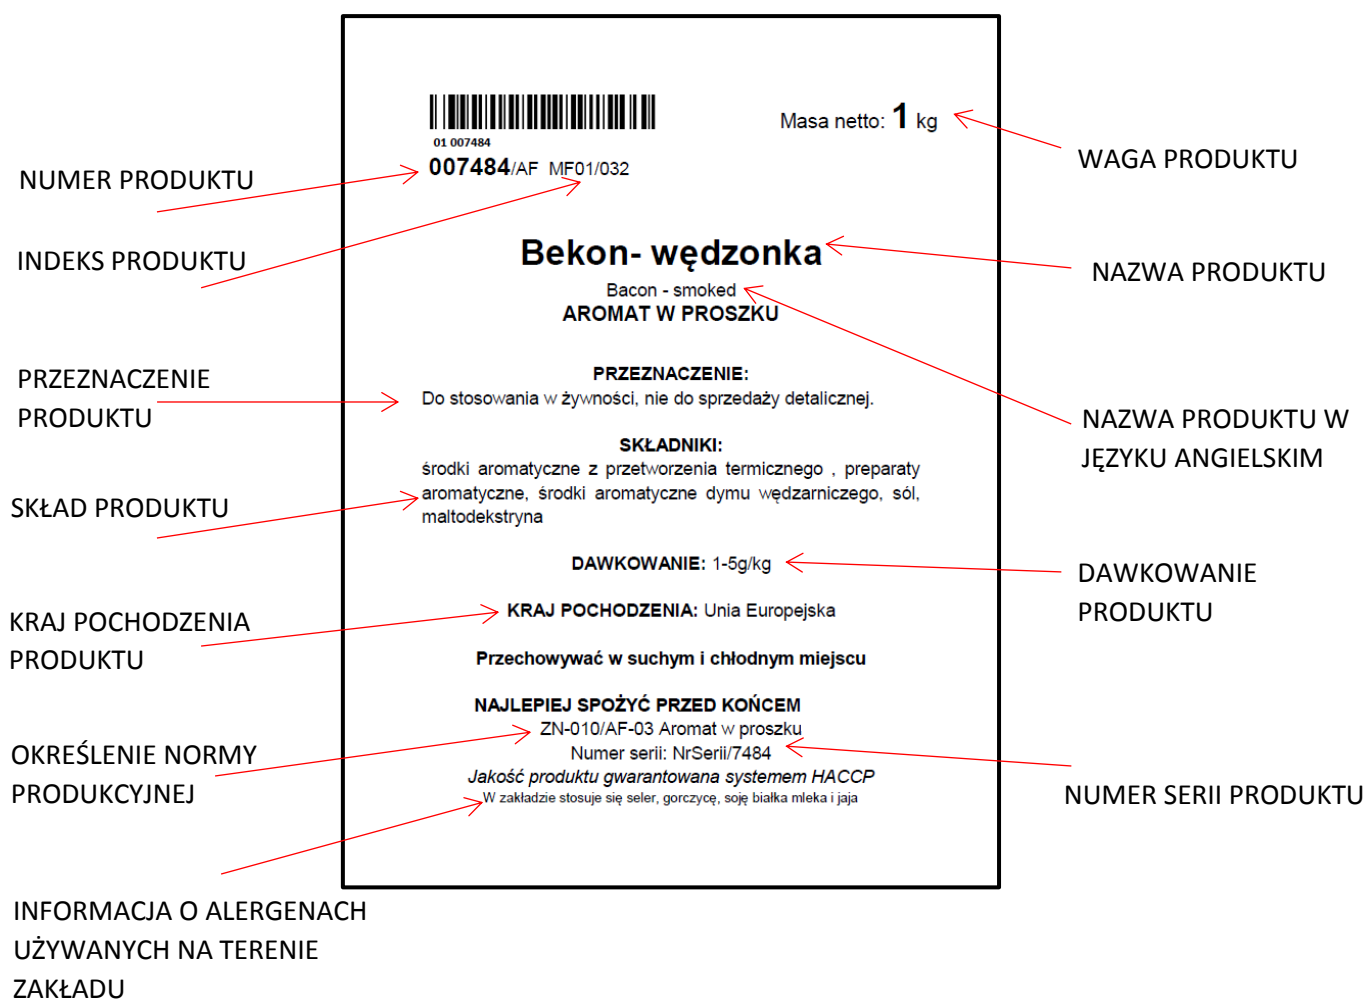 01 007484
007484/AF MF01/032
Masa netto: 1 kg
Bekon- wędzonka
Bacon - smoked
AROMAT W PROSZKU
PRZEZNACZENIE:
Do stosowania w żywności, nie do sprzedaży detalicznej.
SKŁADNIKI:
środki aromatyczne z przetworzenia termicznego , preparaty
aromatyczne, środki aromatyczne dymu wędzarniczego, sól,
maltodekstryna
DAWKOWANIE: 1-5g/kg
KRAJ POCHODZENIA: Unia Europejska
Przechowywać w suchym i chłodnym miejscu
NAJLEPIEJ SPOŻYĆ PRZED KOŃCEM
ZN-010/AF-03 Aromat w proszku
Numer serii: NrSerii/7484
Jakość produktu gwarantowana systemem HACCP
W zakładzie stosuje się seler, gorczycę, soję białka mleka i jaja
NUMER PRODUKTU
INDEKS PRODUKTU
PRZEZNACZENIE
PRODUKTU
SKŁAD PRODUKTU
KRAJ POCHODZENIA
PRODUKTU
OKREŚLENIE NORMY
PRODUKCYJNEJ
INFORMACJA O ALERGENACH
UŻYWANYCH NA TERENIE
ZAKŁADU
WAGA PRODUKTU
NAZWA PRODUKTU
NAZWA PRODUKTU W
JĘZYKU ANGIELSKIM
DAWKOWANIE
PRODUKTU
NUMER SERII PRODUKTU